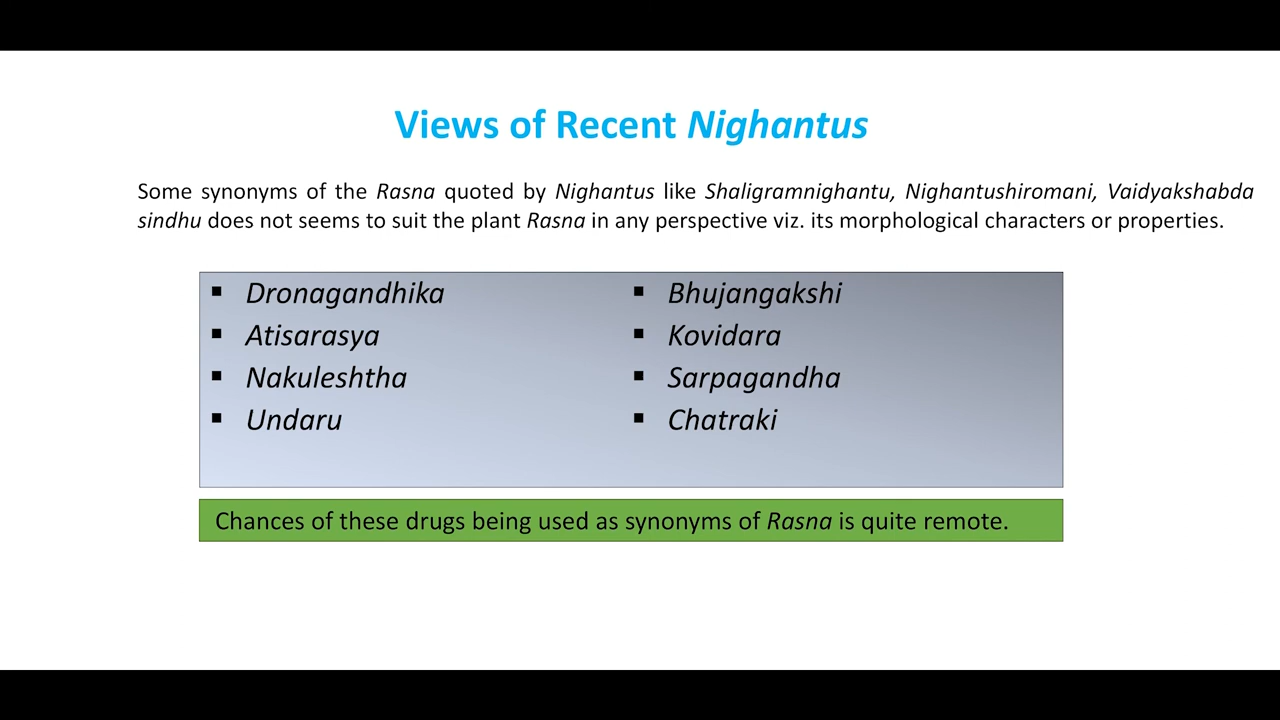 Views of Recent Nighantus
Some synonyms of the Rasna quoted by Nighantus like Shaligramnighantu, Nighantushiromani, Vaidyakshabda
sindhu does not seems to suit the plant Rasna in any perspective viz. its morphological characters or properties.
▪ Dronagandhika
▪ Atisarasya
▪ Nakuleshtha
▪ Undaru
▪ Bhujangakshi
▪ Kovidara
▪ Sarpagandha
▪ Chatraki
Chances of these drugs being used as synonyms of Rasna is quite remote.